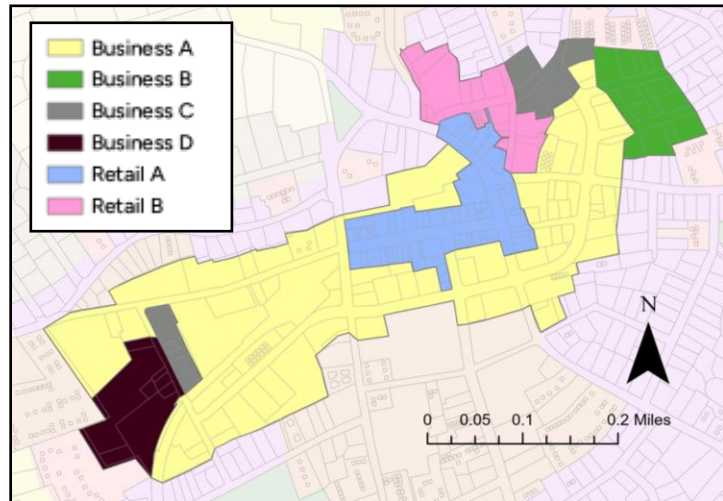 Business A
Business B
Business C
Business D
Retail A
Retail B
N
0 0.05 0.1 0.2 Miles